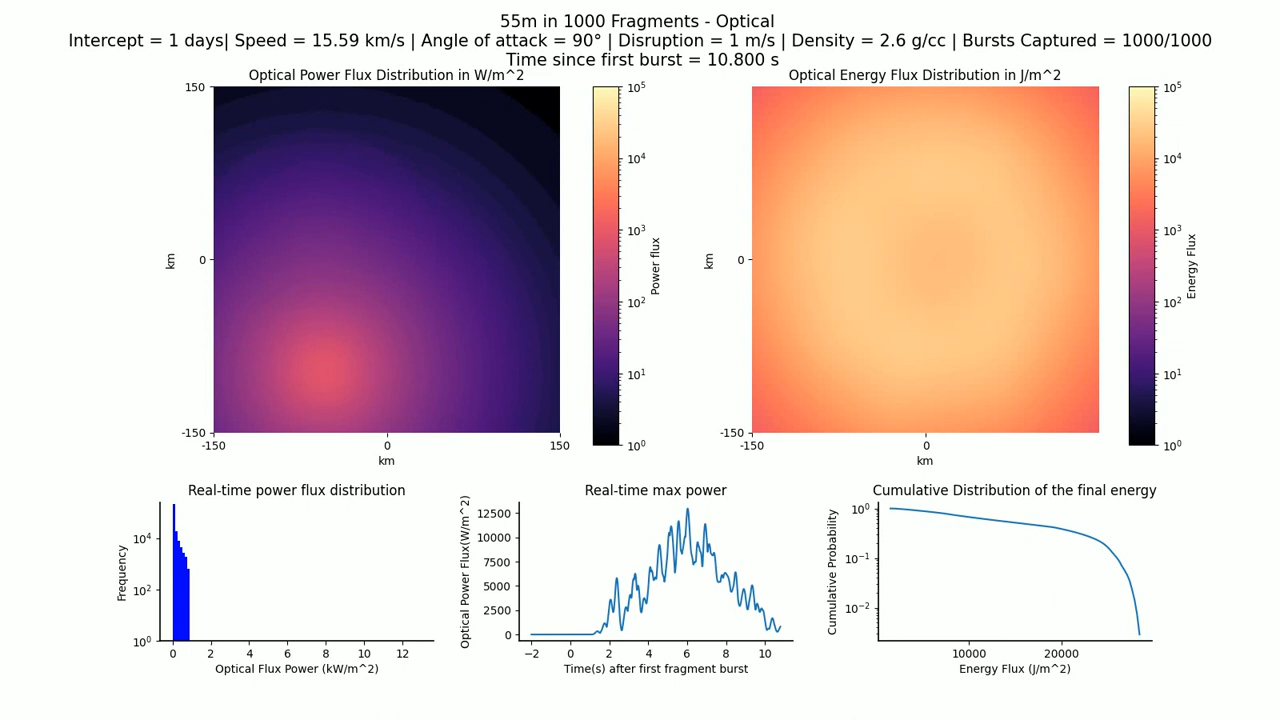 55m in 1000 Fragments - Optical
Intercept = 1 days| Speed = 15.59 km/s | Angle of attack = 90° | Disruption = 1 m/s | Density = 2.6 g/cc | Bursts Captured = 1000/1000
Time since first burst = 10.800 s
Optical Power Flux Distribution in W/m^2
150
0
-150
km
-150 0 150
km
10^5
10^4
10^3
10^2
10^1
10^0
Power flux
Optical Energy Flux Distribution in J/m^2
0
-150
km
-150 0
km
10^5
10^4
10^3
10^2
10^1
10^0
Energy Flux
Real-time power flux distribution
Frequency
10^4
10^2
10^0
0 2 4 6 8 10 12
Optical Flux Power (kW/m^2)
Real-time max power
Optical Power Flux(W/m^2)
12500
10000
7500
5000
2500
0
−2 0 2 4 6 8 10
Time(s) after first fragment burst
Cumulative Distribution of the final energy
Cumulative Probability
10^0
10^−1
10^−2
10000 20000
Energy Flux (J/m^2)